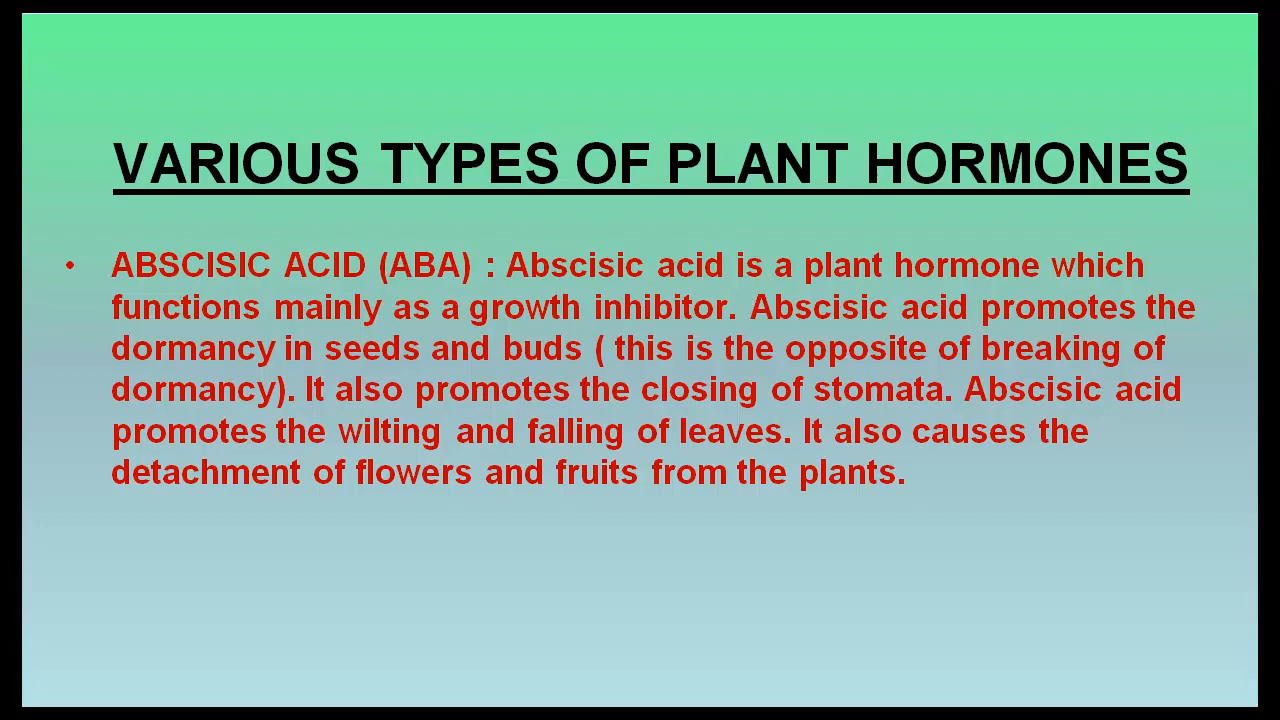 VARIOUS TYPES OF PLANT HORMONES
• ABSCISIC ACID (ABA) : Abscisic acid is a plant hormone which
functions mainly as a growth inhibitor. Abscisic acid promotes the
dormancy in seeds and buds ( this is the opposite of breaking of
dormancy). It also promotes the closing of stomata. Abscisic acid
promotes the wilting and falling of leaves. It also causes the
detachment of flowers and fruits from the plants.